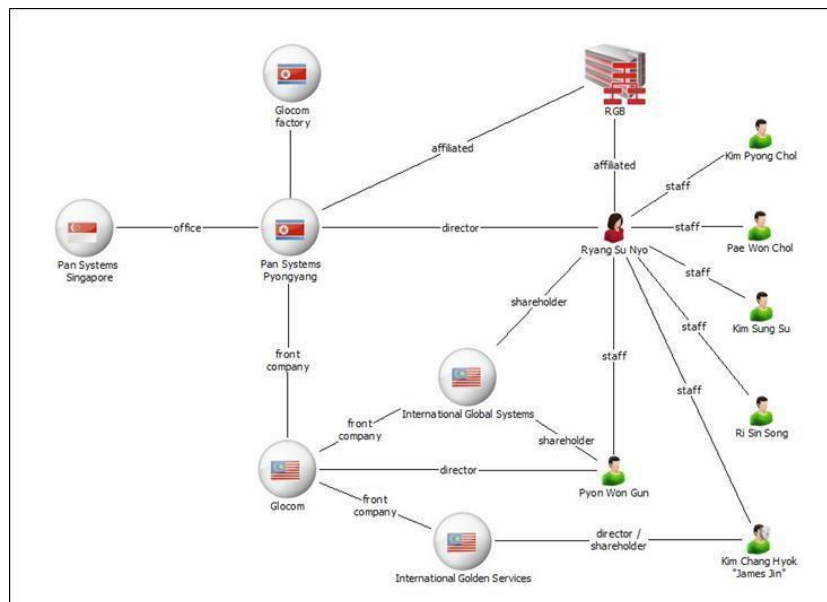 Glocom
factory
RGB
affiliated
affiliated
Kim Pyong Chol
staff
office
director
staff
Pan Systems
Singapore
Pan Systems
Pyongyang
Ryang Su Nyo
Pae Won Chol
staff
shareholder
Kim Sung Su
staff
front
company
staff
staff
International Global Systems
front
company
shareholder
Ri Sin Song
director
Glocom
Pyon Won Gun
front
company
director /
shareholder
International Golden Services
Kim Chang Hyok
"James Jin"